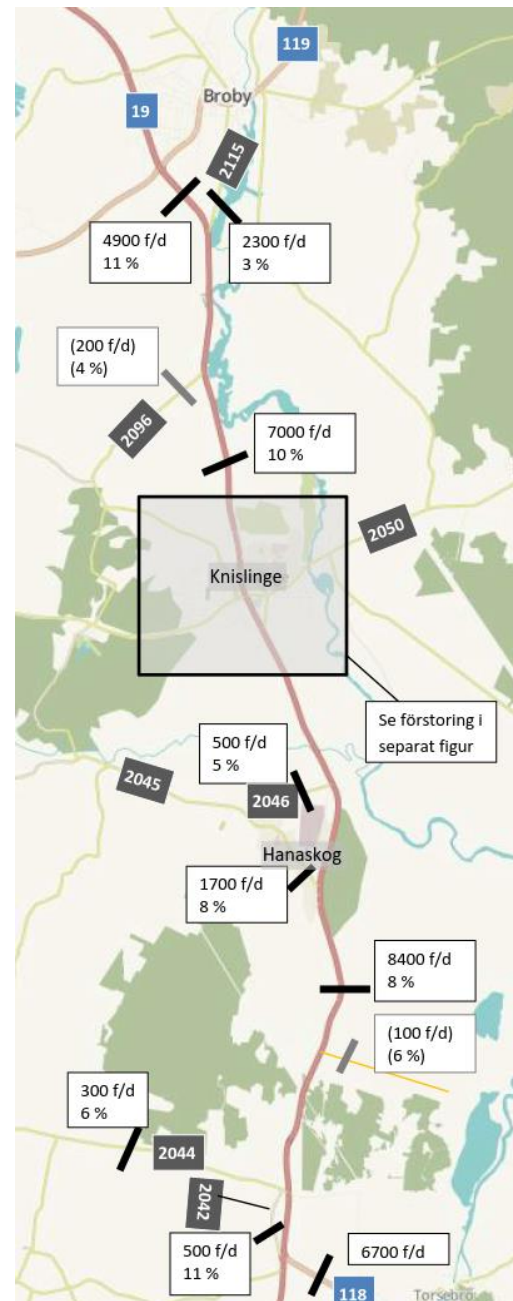 119
Broby
19
2115
4900 f/d
11 %
2300 f/d
3 %
(200 f/d)
(4 %)
2096
7000 f/d
10 %
2050
Knislinge
Se förstoring i
separat figur
500 f/d
5 %
2045
2046
Hanaskog
1700 f/d
8 %
8400 f/d
8 %
(100 f/d)
(6 %)
300 f/d
6 %
2044
2042
500 f/d
11 %
6700 f/d
118
Torsebro